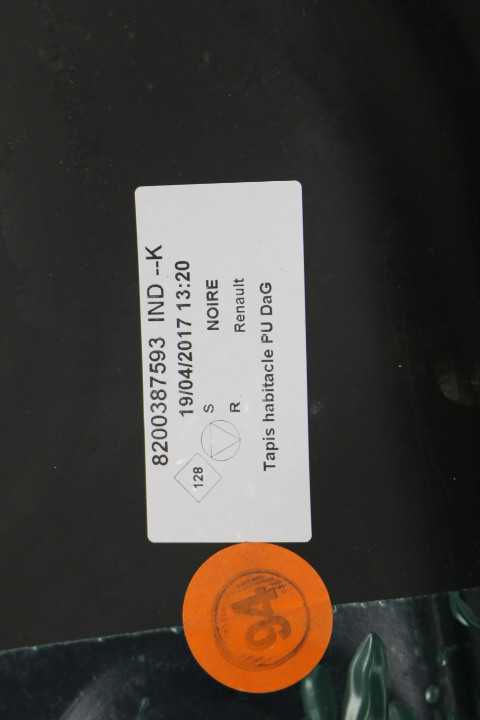 8200387593 IND --K
19/04/2017 13:20
128
S NOIRE
R Renault
Tapis habitacle PU DaG
94